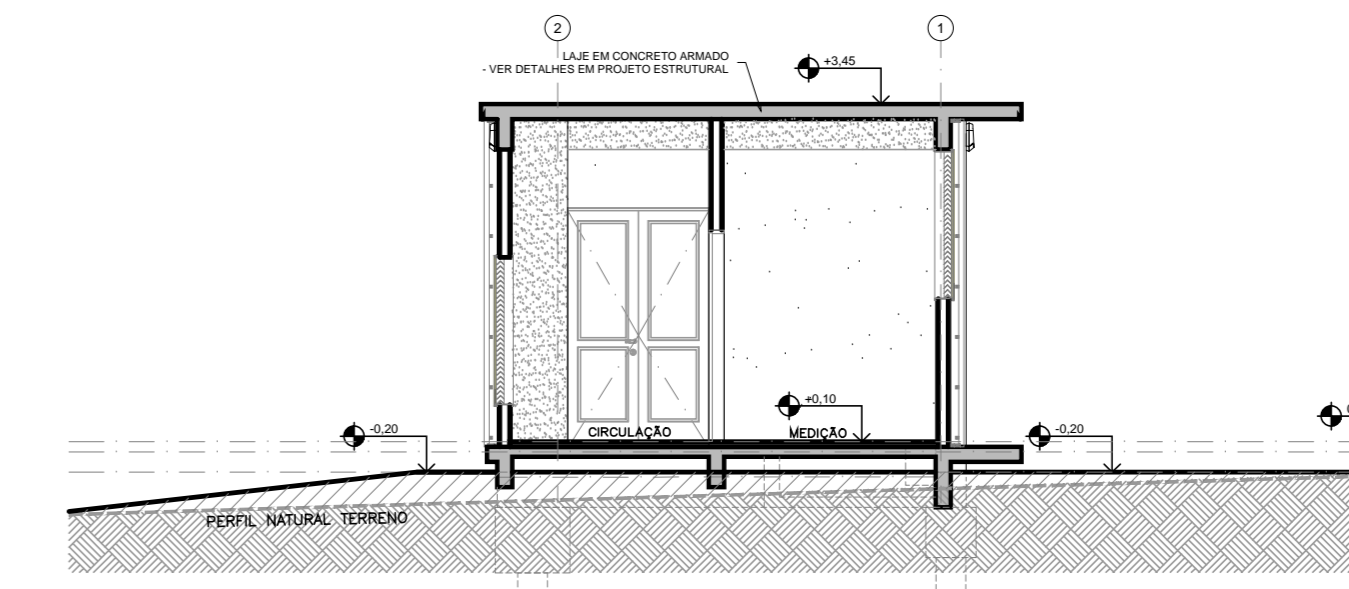 2
1
LAJE EM CONCRETO ARMADO
- VER DETALHES EM PROJETO ESTRUTURAL
+3,45
+0,10
CIRCULAÇÃO
MEDIÇÃO
-0,20
-0,20
PERFIL NATURAL TERRENO